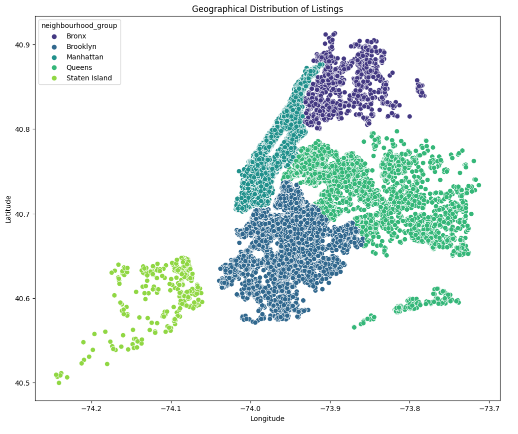 Geographical Distribution of Listings
neighbourhood_group
Bronx
Brooklyn
Manhattan
Queens
Staten Island
40.9
40.8
40.7
40.6
40.5
Latitude
−74.2
−74.1
−74.0
−73.9
−73.8
−73.7
Longitude